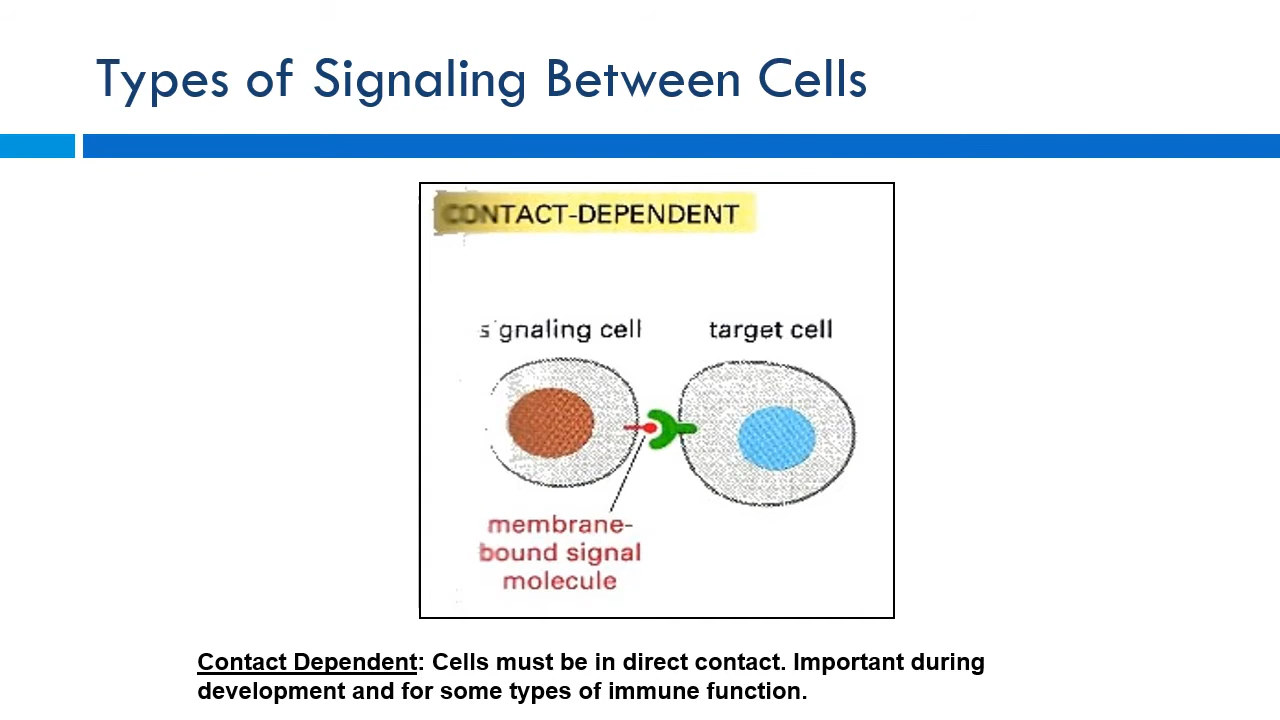 Types of Signaling Between Cells
CONTACT-DEPENDENT
signaling cell
target cell
membrane-
bound signal
molecule
Contact Dependent: Cells must be in direct contact. Important during
development and for some types of immune function.